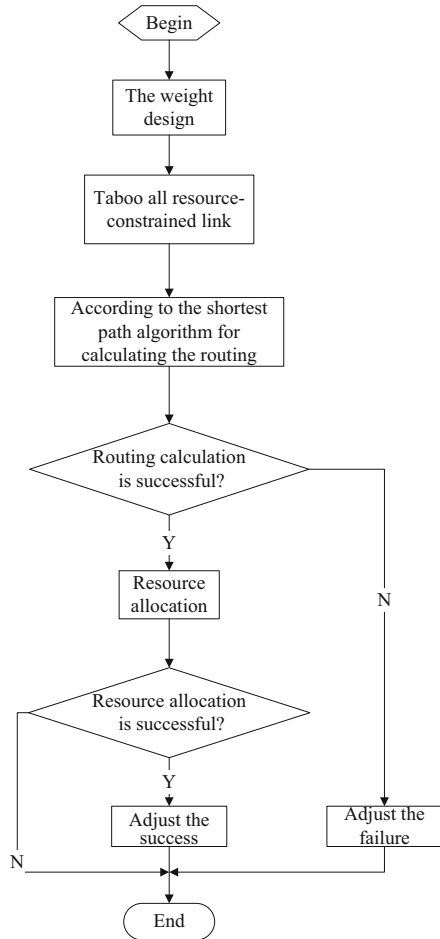 Begin
The weight
design
Taboo all resource-
constrained link
According to the shortest
path algorithm for
calculating the routing
Routing calculation
is successful?
Y
Resource
allocation
N
Resource allocation
is successful?
Y
Adjust the
success
Adjust the
failure
N
End